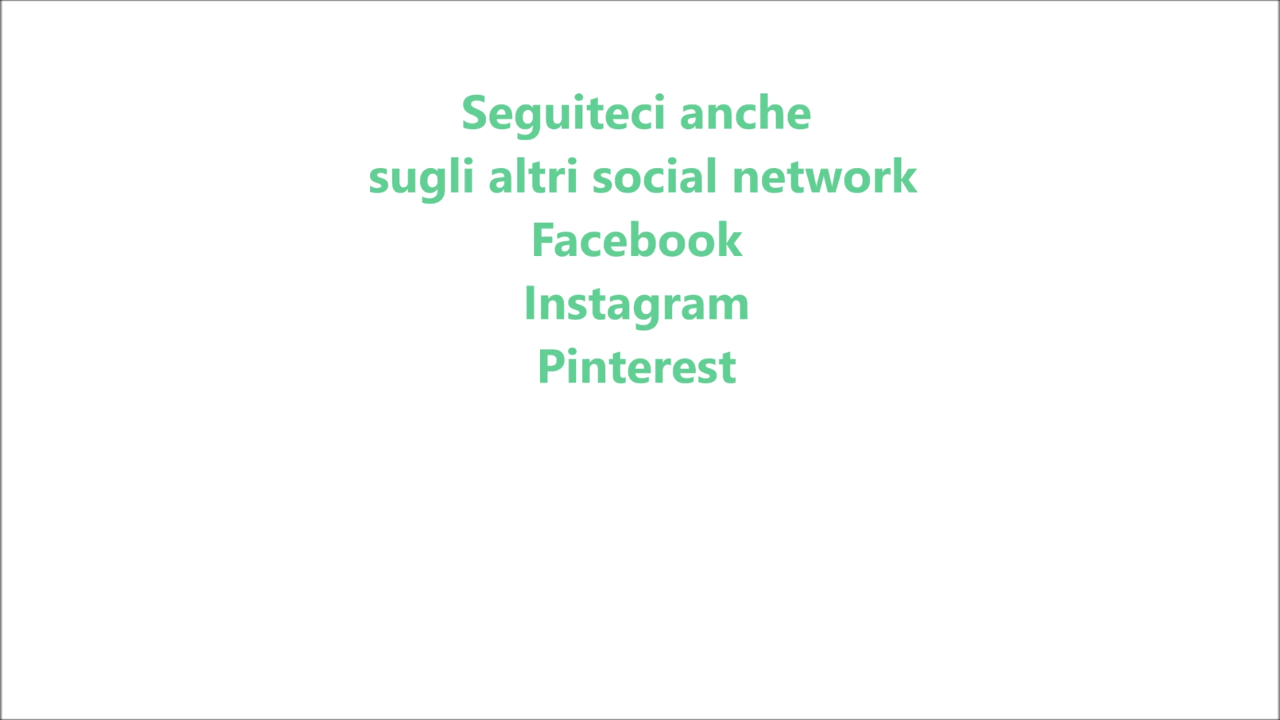 Seguiteci anche
sugli altri social network
Facebook
Instagram
Pinterest